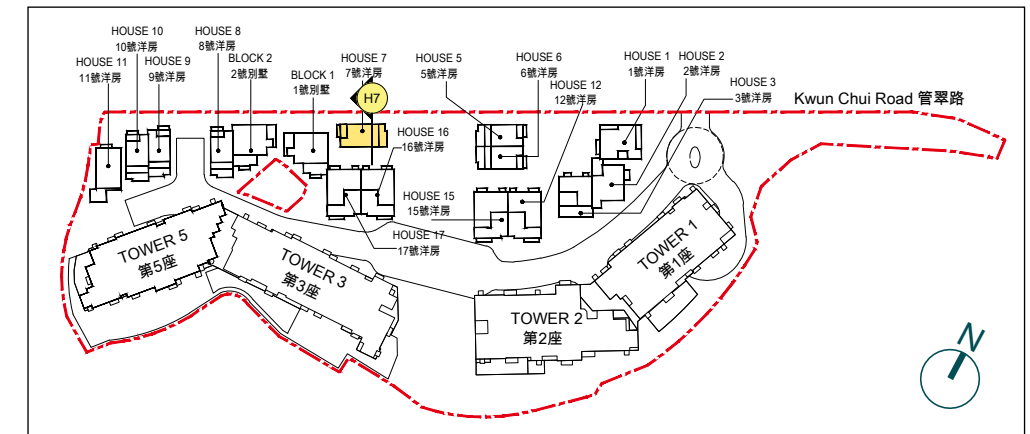 HOUSE 10
10號洋房
HOUSE 11
11號洋房
HOUSE 9
9號洋房
HOUSE 8
8號洋房
BLOCK 2
2號別墅
BLOCK 1
1號別墅
HOUSE 7
7號洋房
H7
HOUSE 16
16號洋房
HOUSE 5
5號洋房
HOUSE 6
6號洋房
HOUSE 12
12號洋房
HOUSE 1
1號洋房
HOUSE 2
2號洋房
HOUSE 3
3號洋房
Kwun Chui Road 管翠路
HOUSE 15
15號洋房
HOUSE 17
17號洋房
TOWER 5
第5座
TOWER 3
第3座
TOWER 2
第2座
TOWER 1
第1座
N